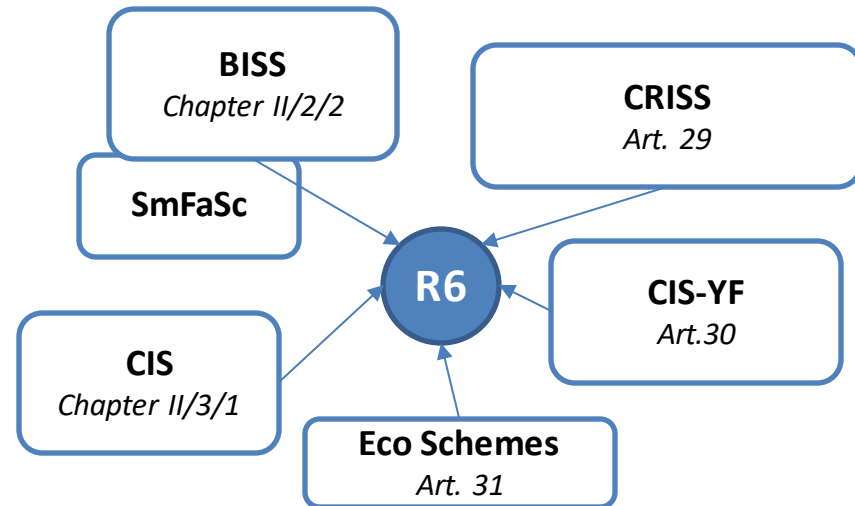 BISS
Chapter II/2/2
CRISS
Art. 29
SmFaSc
R6
CIS-YF
Art.30
CIS
Chapter II/3/1
Eco Schemes
Art. 31